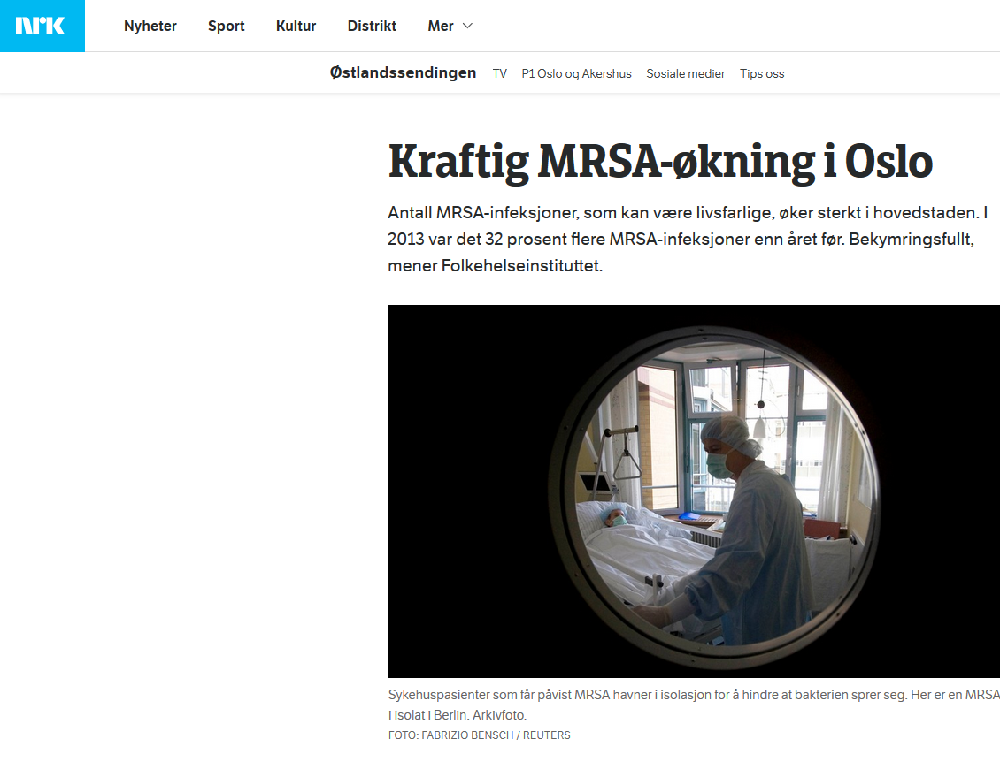 NRK
Nyheter Sport Kultur Distrikt Mer
Østlandssendingen TV P1 Oslo og Akershus Sosiale medier Tips oss
Kraftig MRSA-økning i Oslo
Antall MRSA-infeksjoner, som kan være livsfarlige, øker sterkt i hovedstaden. I
2013 var det 32 prosent flere MRSA-infeksjoner enn året før. Bekymringsfullt,
mener Folkehelseinstituttet.
Sykehuspasienter som får påvist MRSA havner i isolasjon for å hindre at bakterien sprer seg. Her er en MRSA
i isolat i Berlin. Arkivfoto.
FOTO: FABRIZIO BENSCH / REUTERS